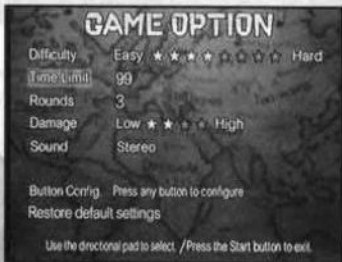 GAME OPTION
Difficulty Easy ★★★★☆☆☆☆ Hard
Time Limit 99
Rounds 3
Damage Low ★★☆☆ High
Sound Stereo
Button Config. Press any button to configure
Restore default settings
Use the directional pad to select. / Press the Start button to exit.